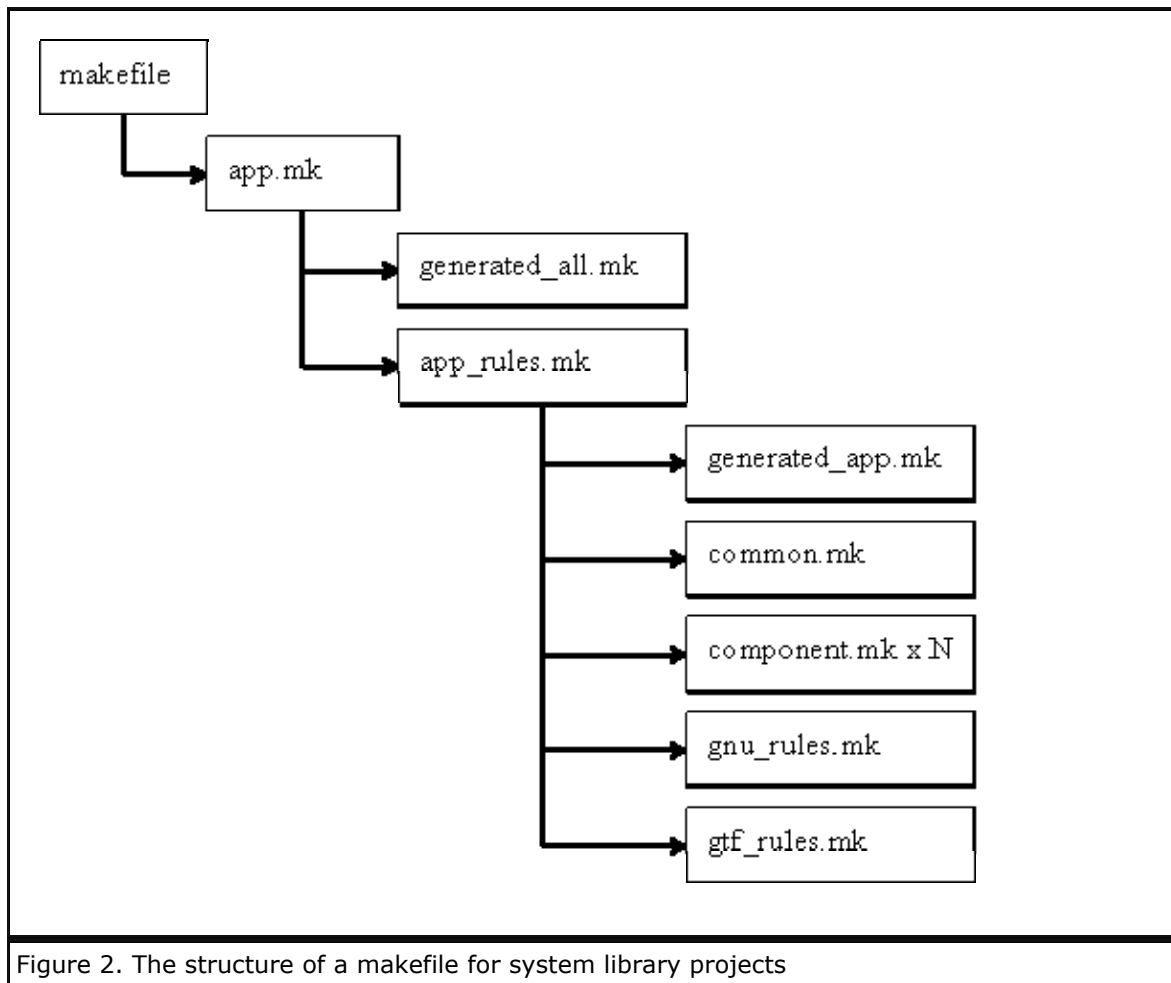 makefile
app.mk
generated_all.mk
app_rules.mk
generated_app.mk
common.mk
component.mk x N
gnu_rules.mk
gtf_rules.mk
Figure 2. The structure of a makefile for system library projects